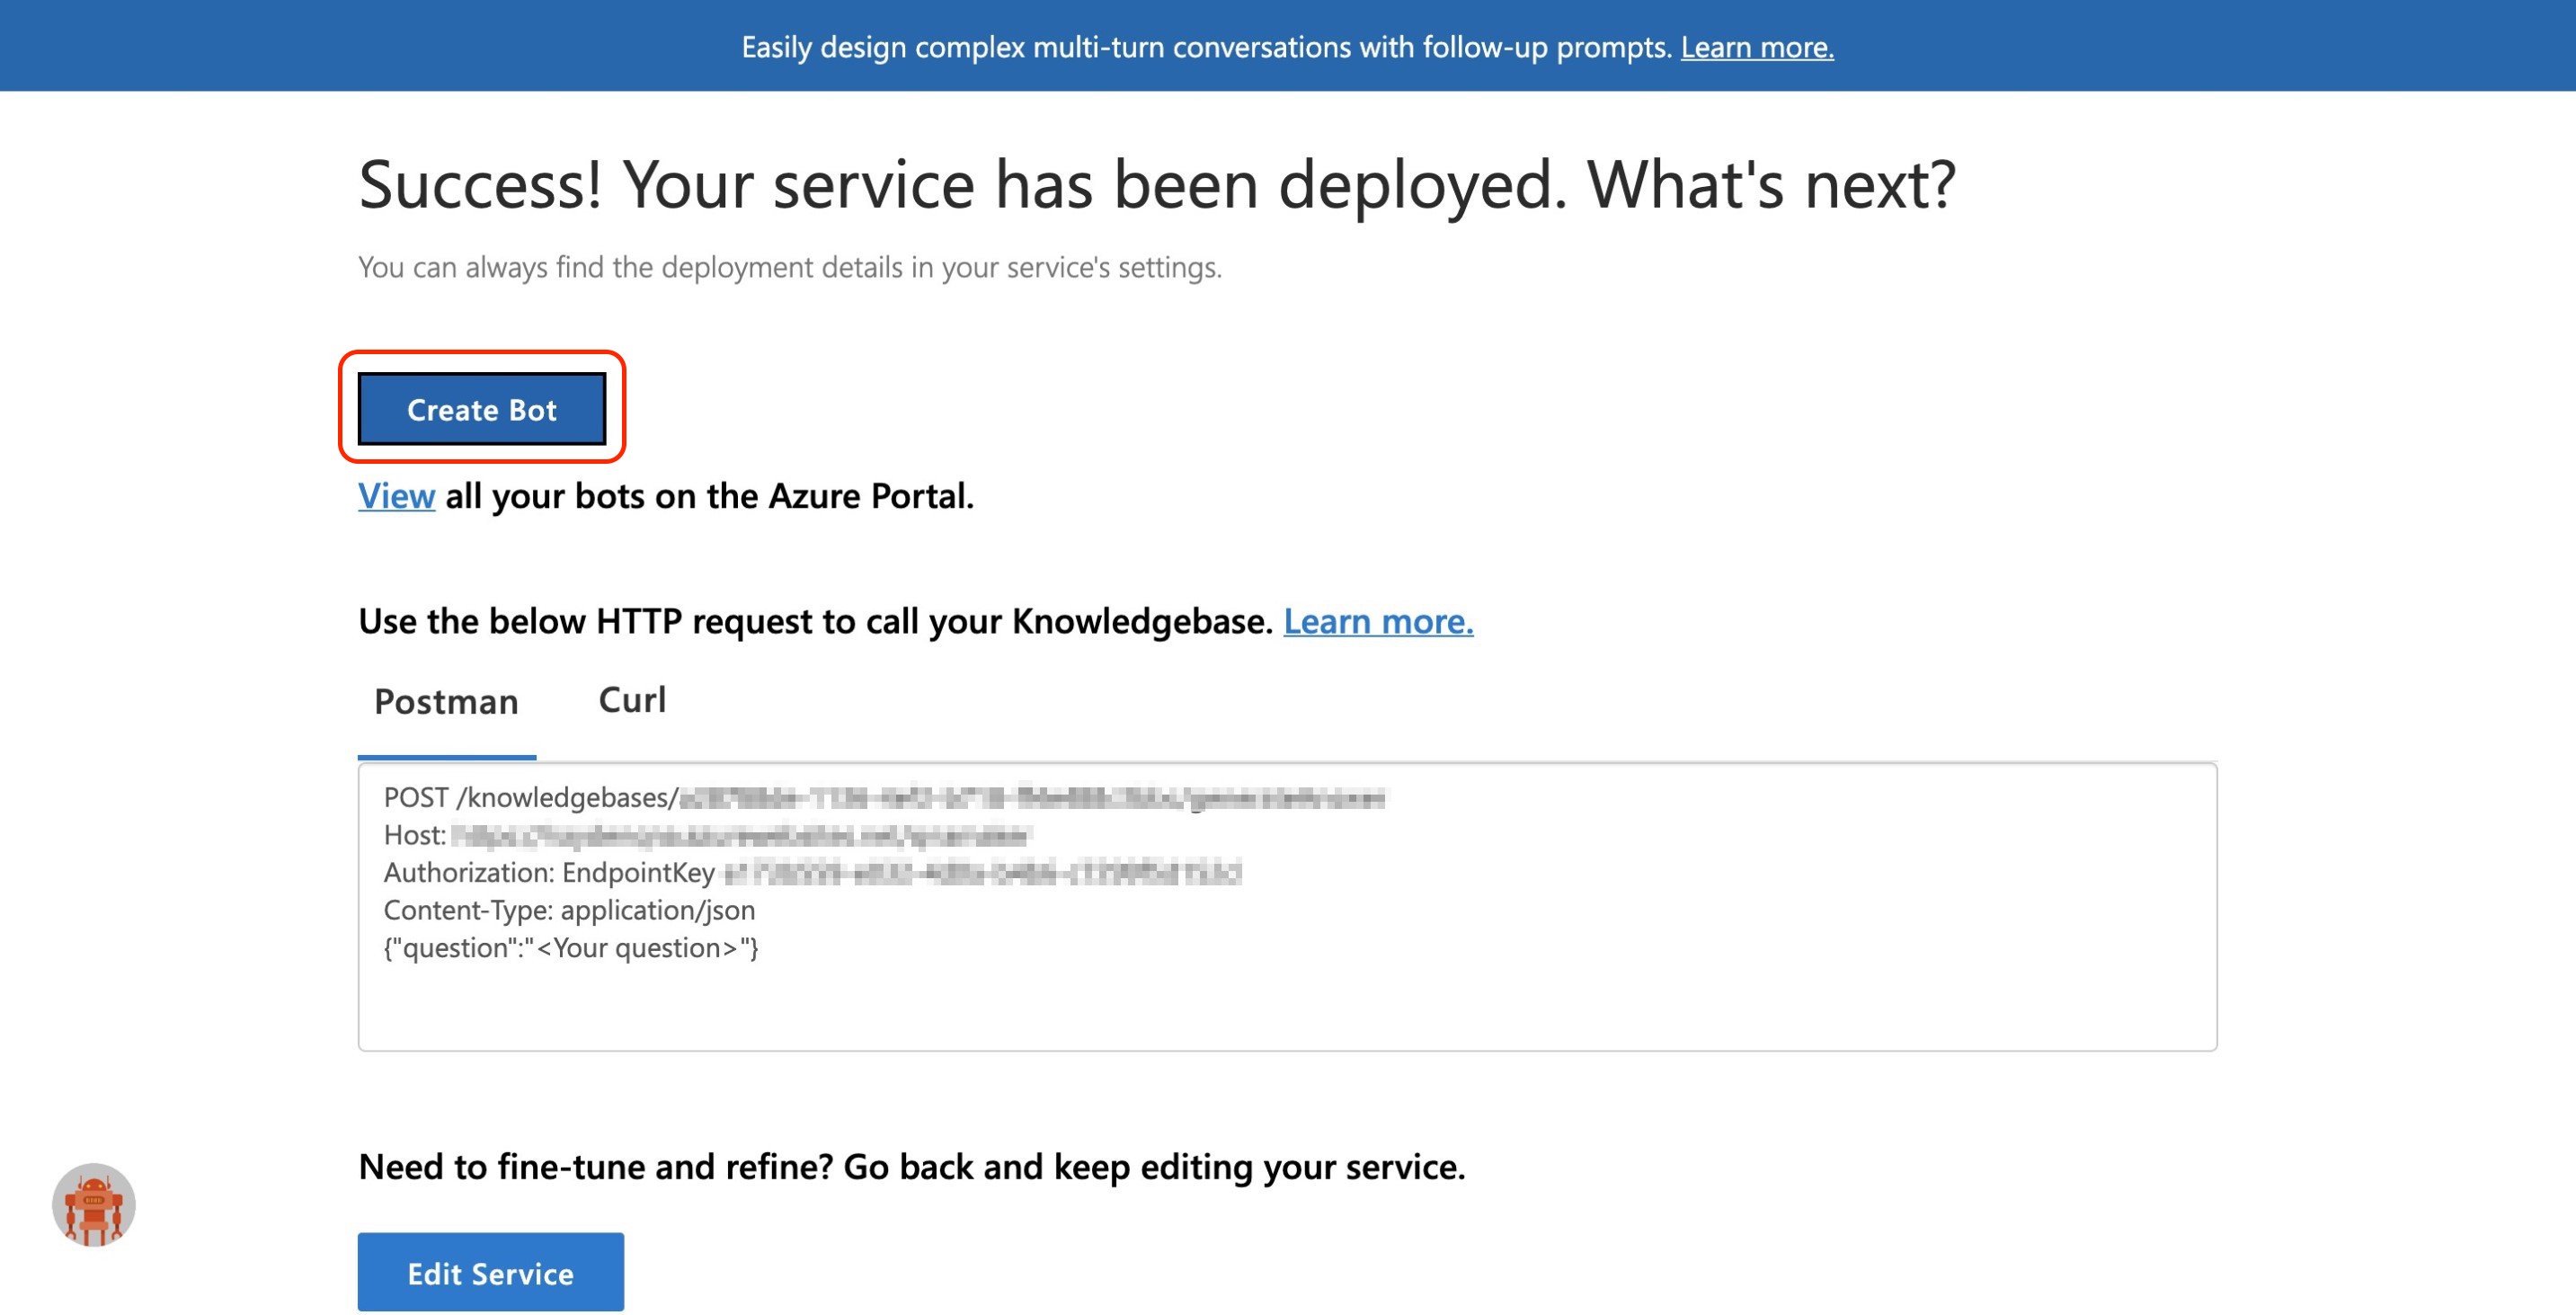 Easily design complex multi-turn conversations with follow-up prompts. Learn more.
Success! Your service has been deployed. What's next?
You can always find the deployment details in your service's settings.
Create Bot
View all your bots on the Azure Portal.
Use the below HTTP request to call your Knowledgebase. Learn more.
Postman Curl
POST /knowledgebases/
Host:
Authorization: EndpointKey
Content-Type: application/json
{"question":"<Your question>"}
Need to fine-tune and refine? Go back and keep editing your service.
Edit Service